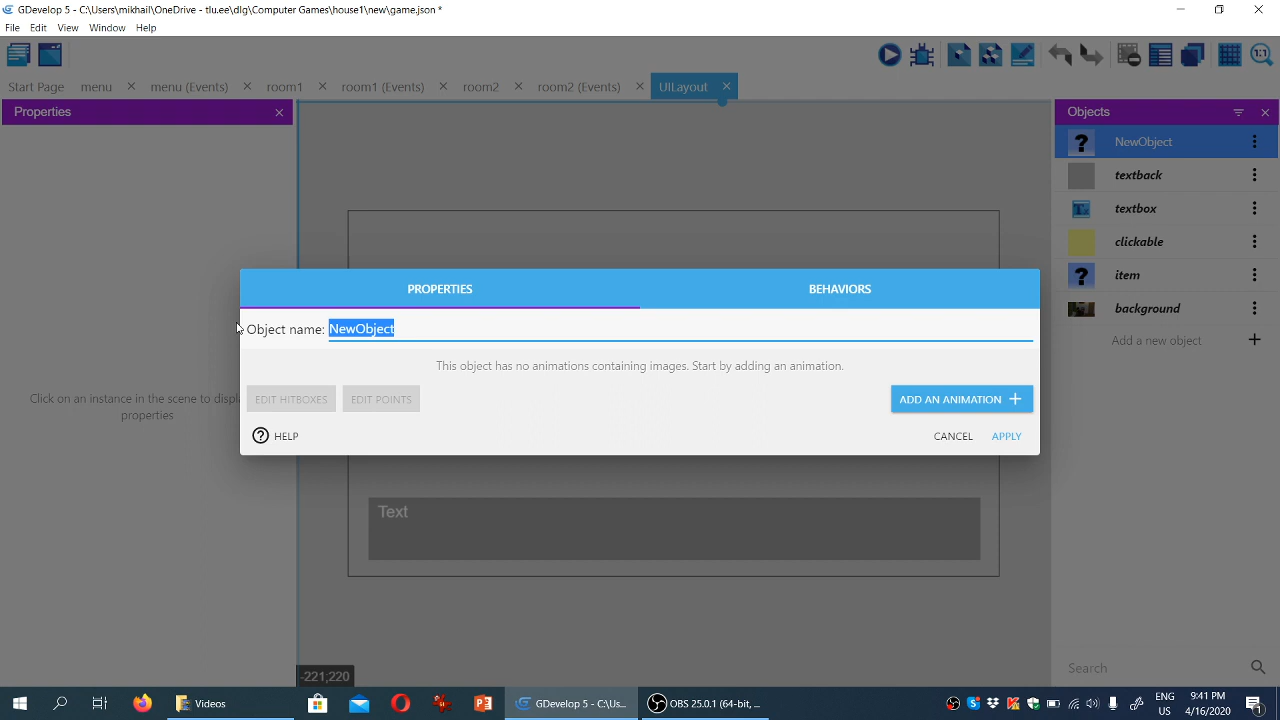 GDevelop 5 - C:\Users\mikhail\OneDrive - tlu.ee\dlg\Computer Games\house1\new\game.json *
File Edit View Window Help
Start Page menu menu (Events) room1 room1 (Events) room2 room2 (Events) UILayout
Properties
Objects
NewObject
textback
textbox
clickable
item
background
Add a new object
Search
Click on an instance in the scene to displ
properties
PROPERTIES BEHAVIORS
Object name: NewObject
This object has no animations containing images. Start by adding an animation.
EDIT HITBOXES EDIT POINTS ADD AN ANIMATION
HELP CANCEL APPLY
Text
-221;220
Videos
GDevelop 5 - C:\Us...
OBS 25.0.1 (64-bit, ...
ENG
US
9:41 PM
4/16/2020